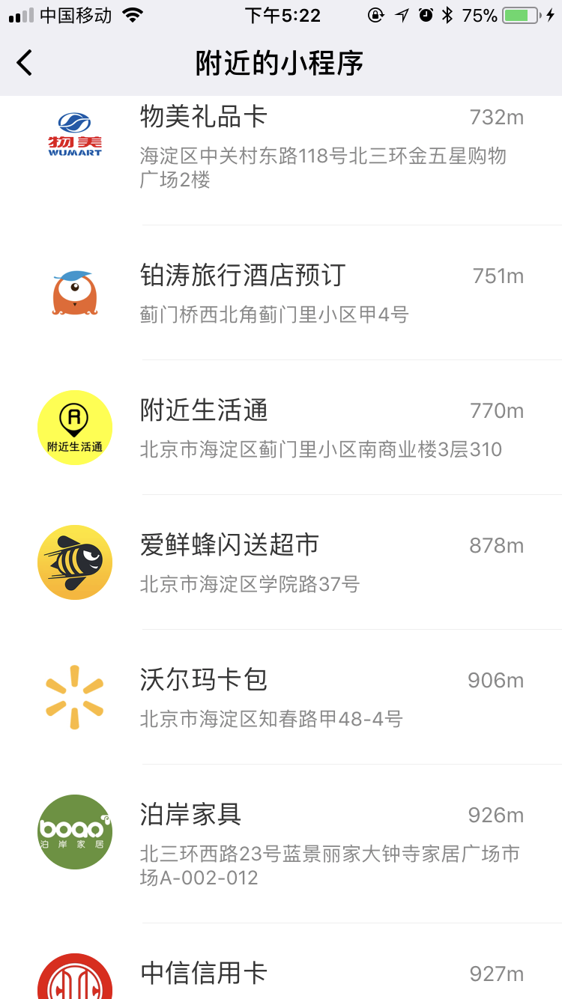 中国移动 下午5:22 75%
附近的小程序
物美礼品卡 732m
物美
WUMART
海淀区中关村东路118号北三环金五星购物
广场2楼
铂涛旅行酒店预订 751m
蓟门桥西北角蓟门里小区甲4号
附近生活通 770m
R
附近生活通
北京市海淀区蓟门里小区南商业楼3层310
爱鲜蜂闪送超市 878m
北京市海淀区学院路37号
沃尔玛卡包 906m
北京市海淀区知春路甲48-4号
泊岸家具 926m
boao
泊岸家居
北三环西路23号蓝景丽家大钟寺家居广场市
场A-002-012
中信信用卡 927m